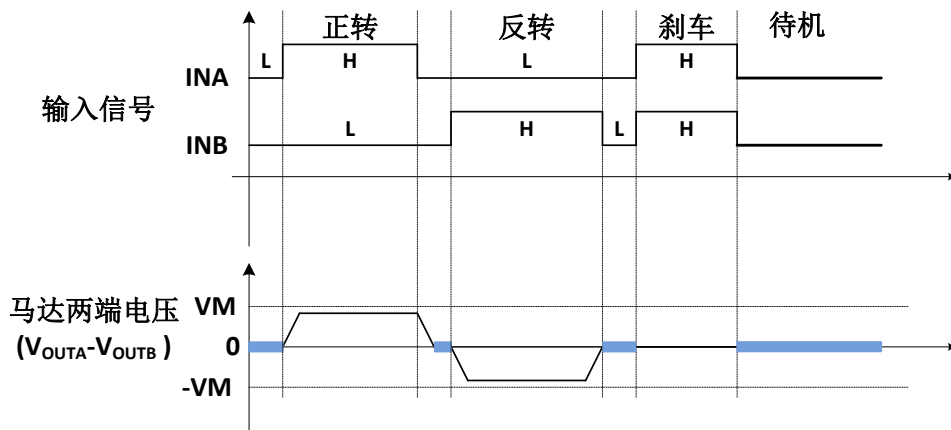 正转 反转 刹车 待机
L H L H
INA
输入信号
L H L H
INB
马达两端电压 VM
(VOUTA-VOUTB ) 0
-VM